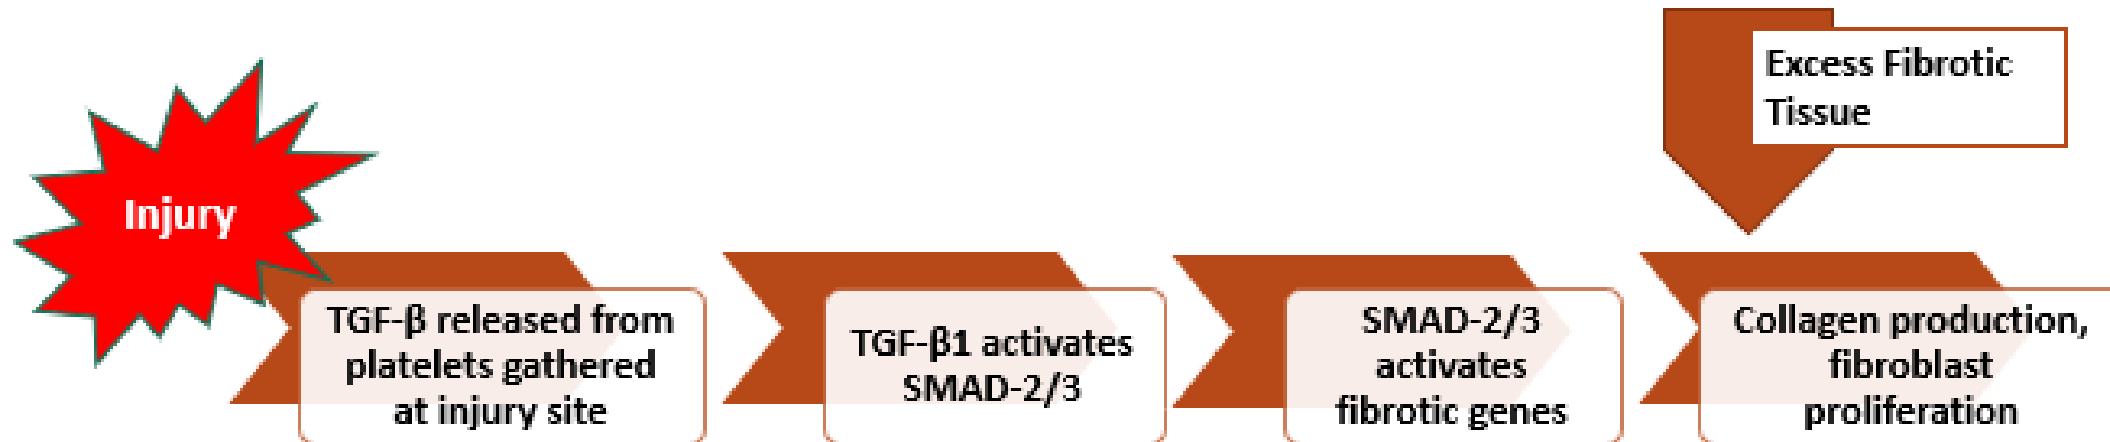 Injury
TGF-β released from
platelets gathered
at injury site
TGF-β1 activates
SMAD-2/3
SMAD-2/3
activates
fibrotic genes
Excess Fibrotic
Tissue
Collagen production,
fibroblast
proliferation